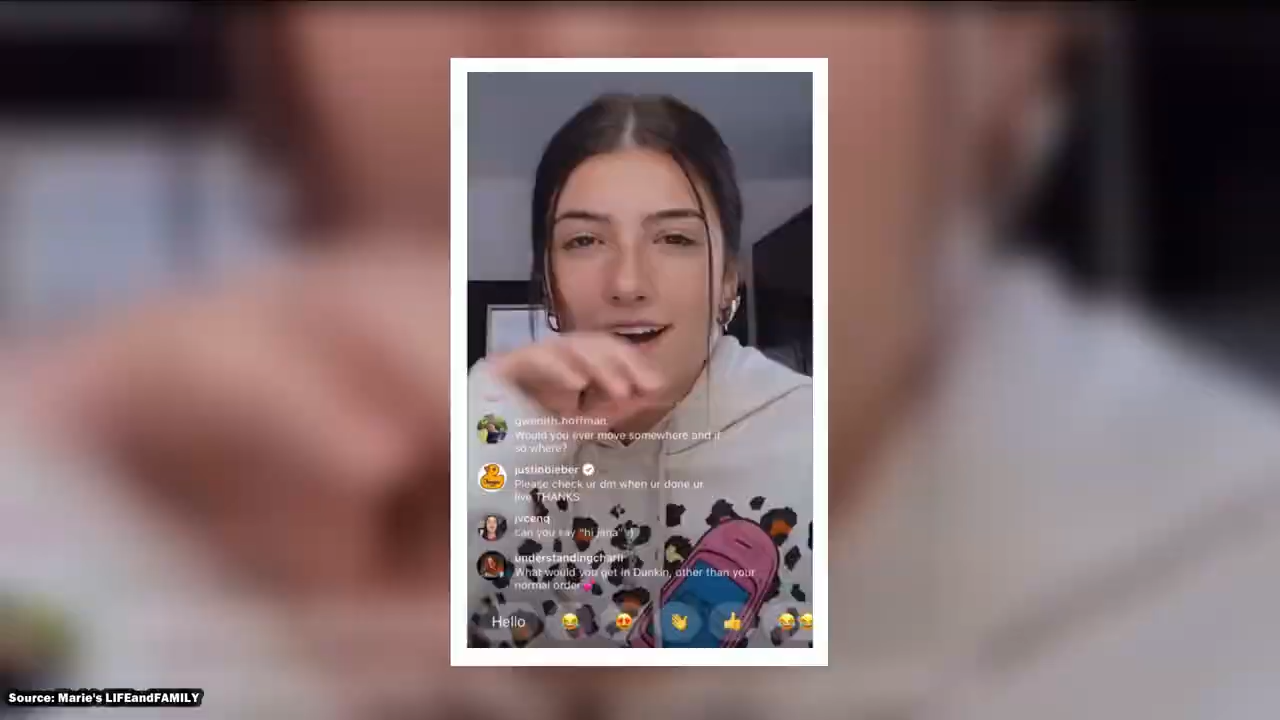 gwenith.hoffman
Would you ever move somewhere and if
so where?
justinbieber
Please check ur dm when ur done ur
live THANKS
jvcenq
can you say "hi jana" :)
understandingcharli
What would you get in Dunkin, other than your
normal order💗
Hello
Source: Marie's LIFEandFAMILY